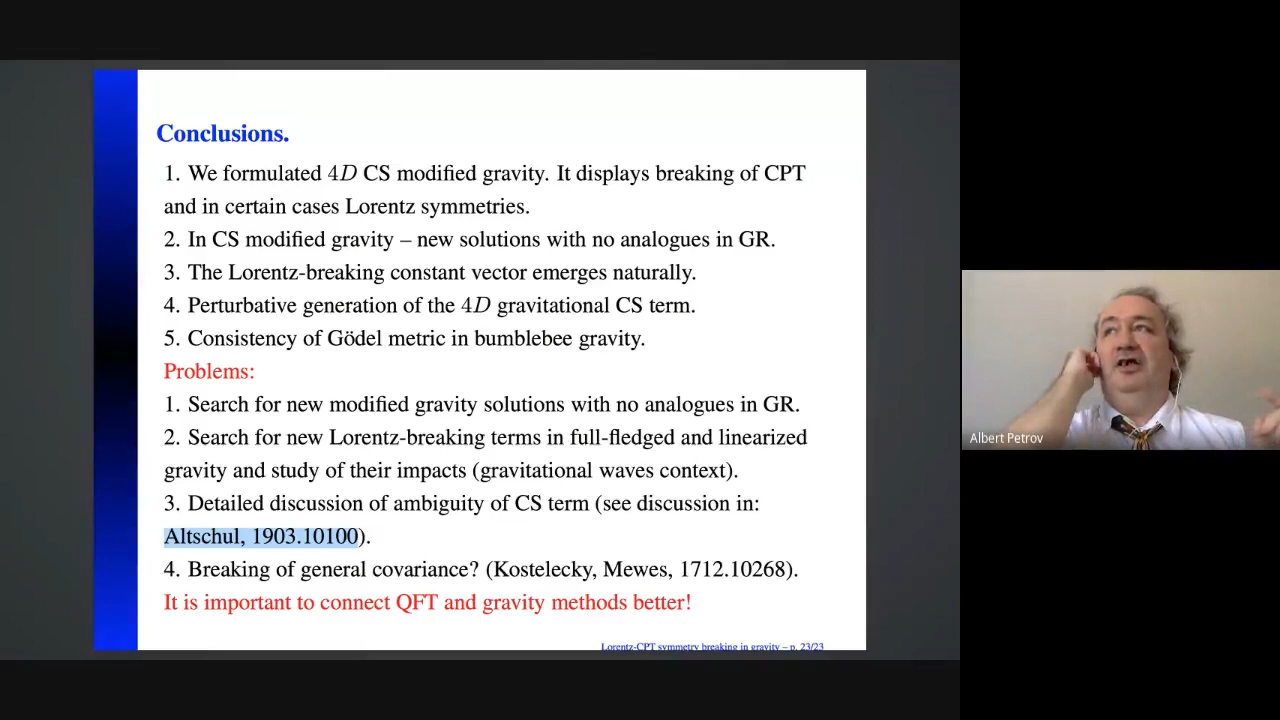 Conclusions.
1. We formulated 4D CS modified gravity. It displays breaking of CPT
and in certain cases Lorentz symmetries.
2. In CS modified gravity – new solutions with no analogues in GR.
3. The Lorentz-breaking constant vector emerges naturally.
4. Perturbative generation of the 4D gravitational CS term.
5. Consistency of Gödel metric in bumblebee gravity.
Problems:
1. Search for new modified gravity solutions with no analogues in GR.
2. Search for new Lorentz-breaking terms in full-fledged and linearized
gravity and study of their impacts (gravitational waves context).
3. Detailed discussion of ambiguity of CS term (see discussion in:
Altschul, 1903.10100).
4. Breaking of general covariance? (Kostelecky, Mewes, 1712.10268).
It is important to connect QFT and gravity methods better!
Lorentz-CPT symmetry breaking in gravity – p. 23/23
Albert Petrov